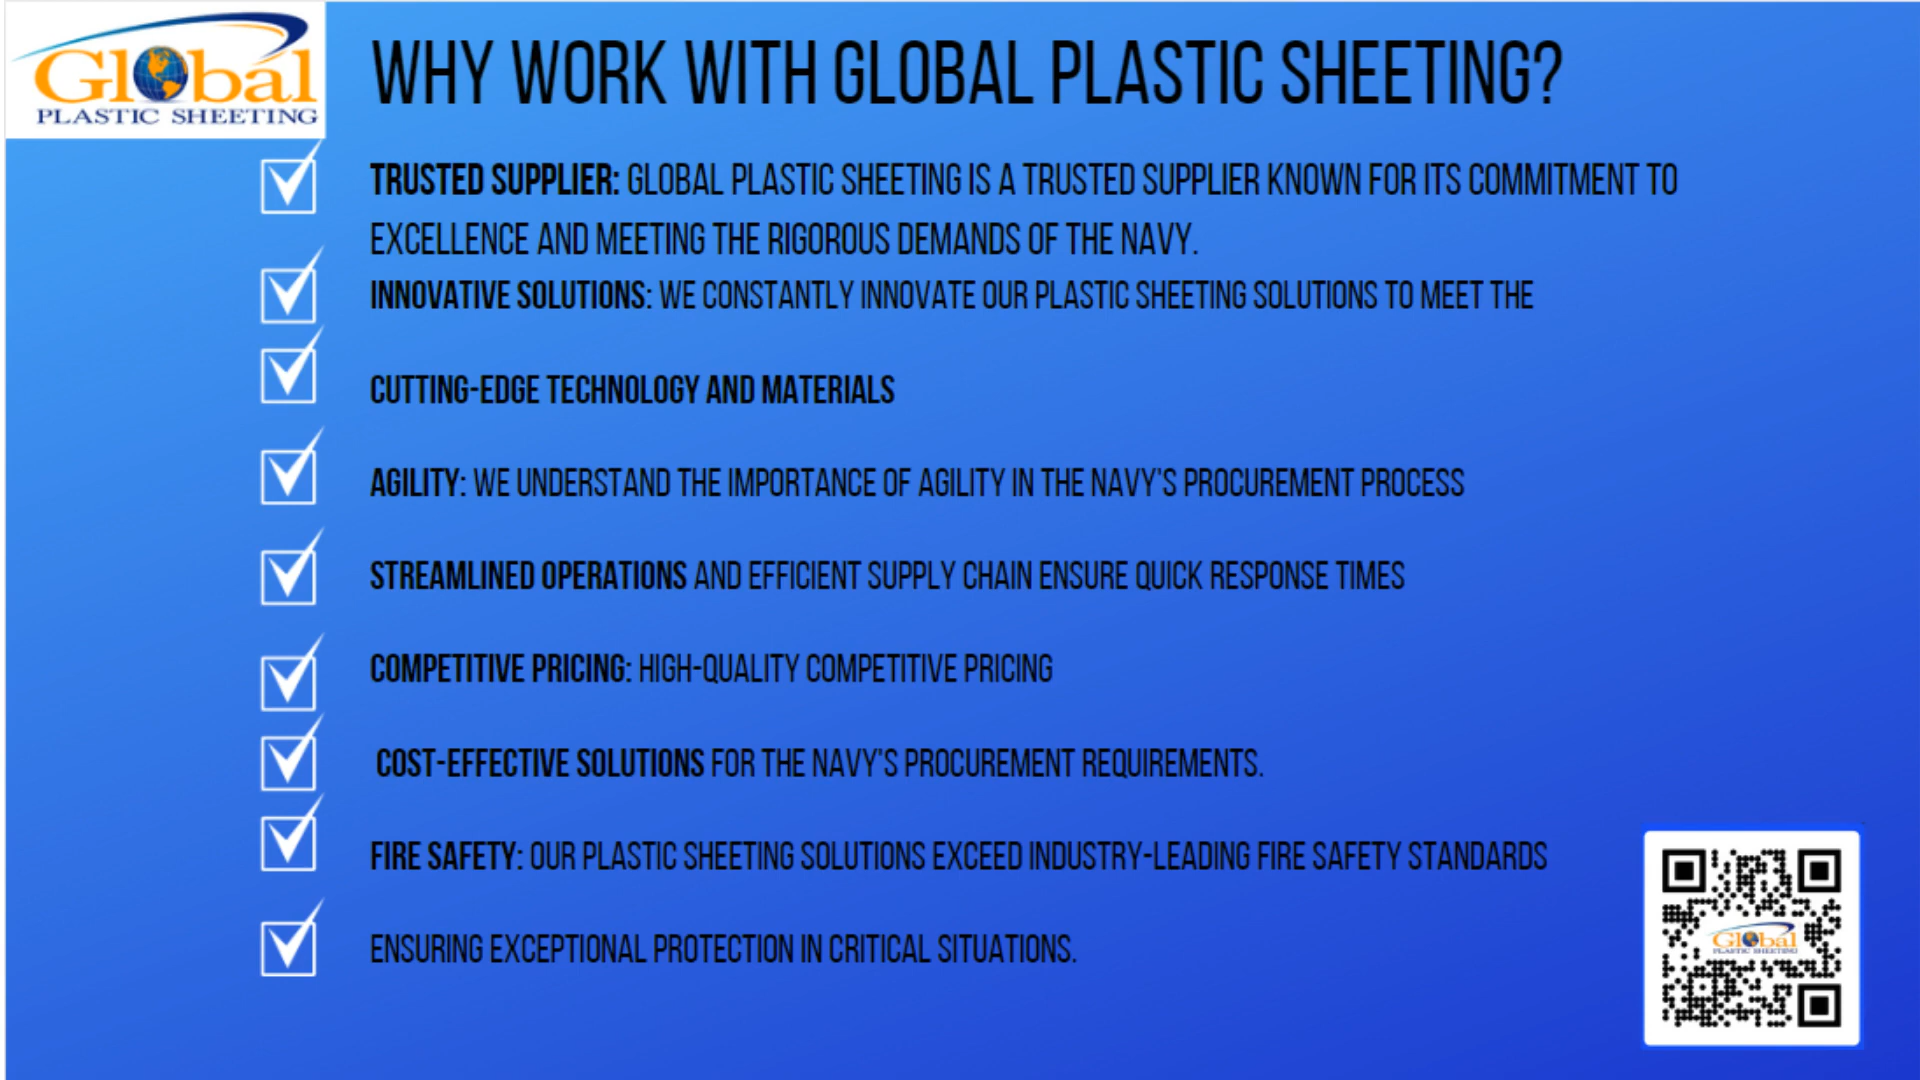 Global
PLASTIC SHEETING
WHY WORK WITH GLOBAL PLASTIC SHEETING?
TRUSTED SUPPLIER: GLOBAL PLASTIC SHEETING IS A TRUSTED SUPPLIER KNOWN FOR ITS COMMITMENT TO
EXCELLENCE AND MEETING THE RIGOROUS DEMANDS OF THE NAVY.
INNOVATIVE SOLUTIONS: WE CONSTANTLY INNOVATE OUR PLASTIC SHEETING SOLUTIONS TO MEET THE
CUTTING-EDGE TECHNOLOGY AND MATERIALS
AGILITY: WE UNDERSTAND THE IMPORTANCE OF AGILITY IN THE NAVY'S PROCUREMENT PROCESS
STREAMLINED OPERATIONS AND EFFICIENT SUPPLY CHAIN ENSURE QUICK RESPONSE TIMES
COMPETITIVE PRICING: HIGH-QUALITY COMPETITIVE PRICING
COST-EFFECTIVE SOLUTIONS FOR THE NAVY'S PROCUREMENT REQUIREMENTS.
FIRE SAFETY: OUR PLASTIC SHEETING SOLUTIONS EXCEED INDUSTRY-LEADING FIRE SAFETY STANDARDS
ENSURING EXCEPTIONAL PROTECTION IN CRITICAL SITUATIONS.
Global
PLASTIC SHEETING